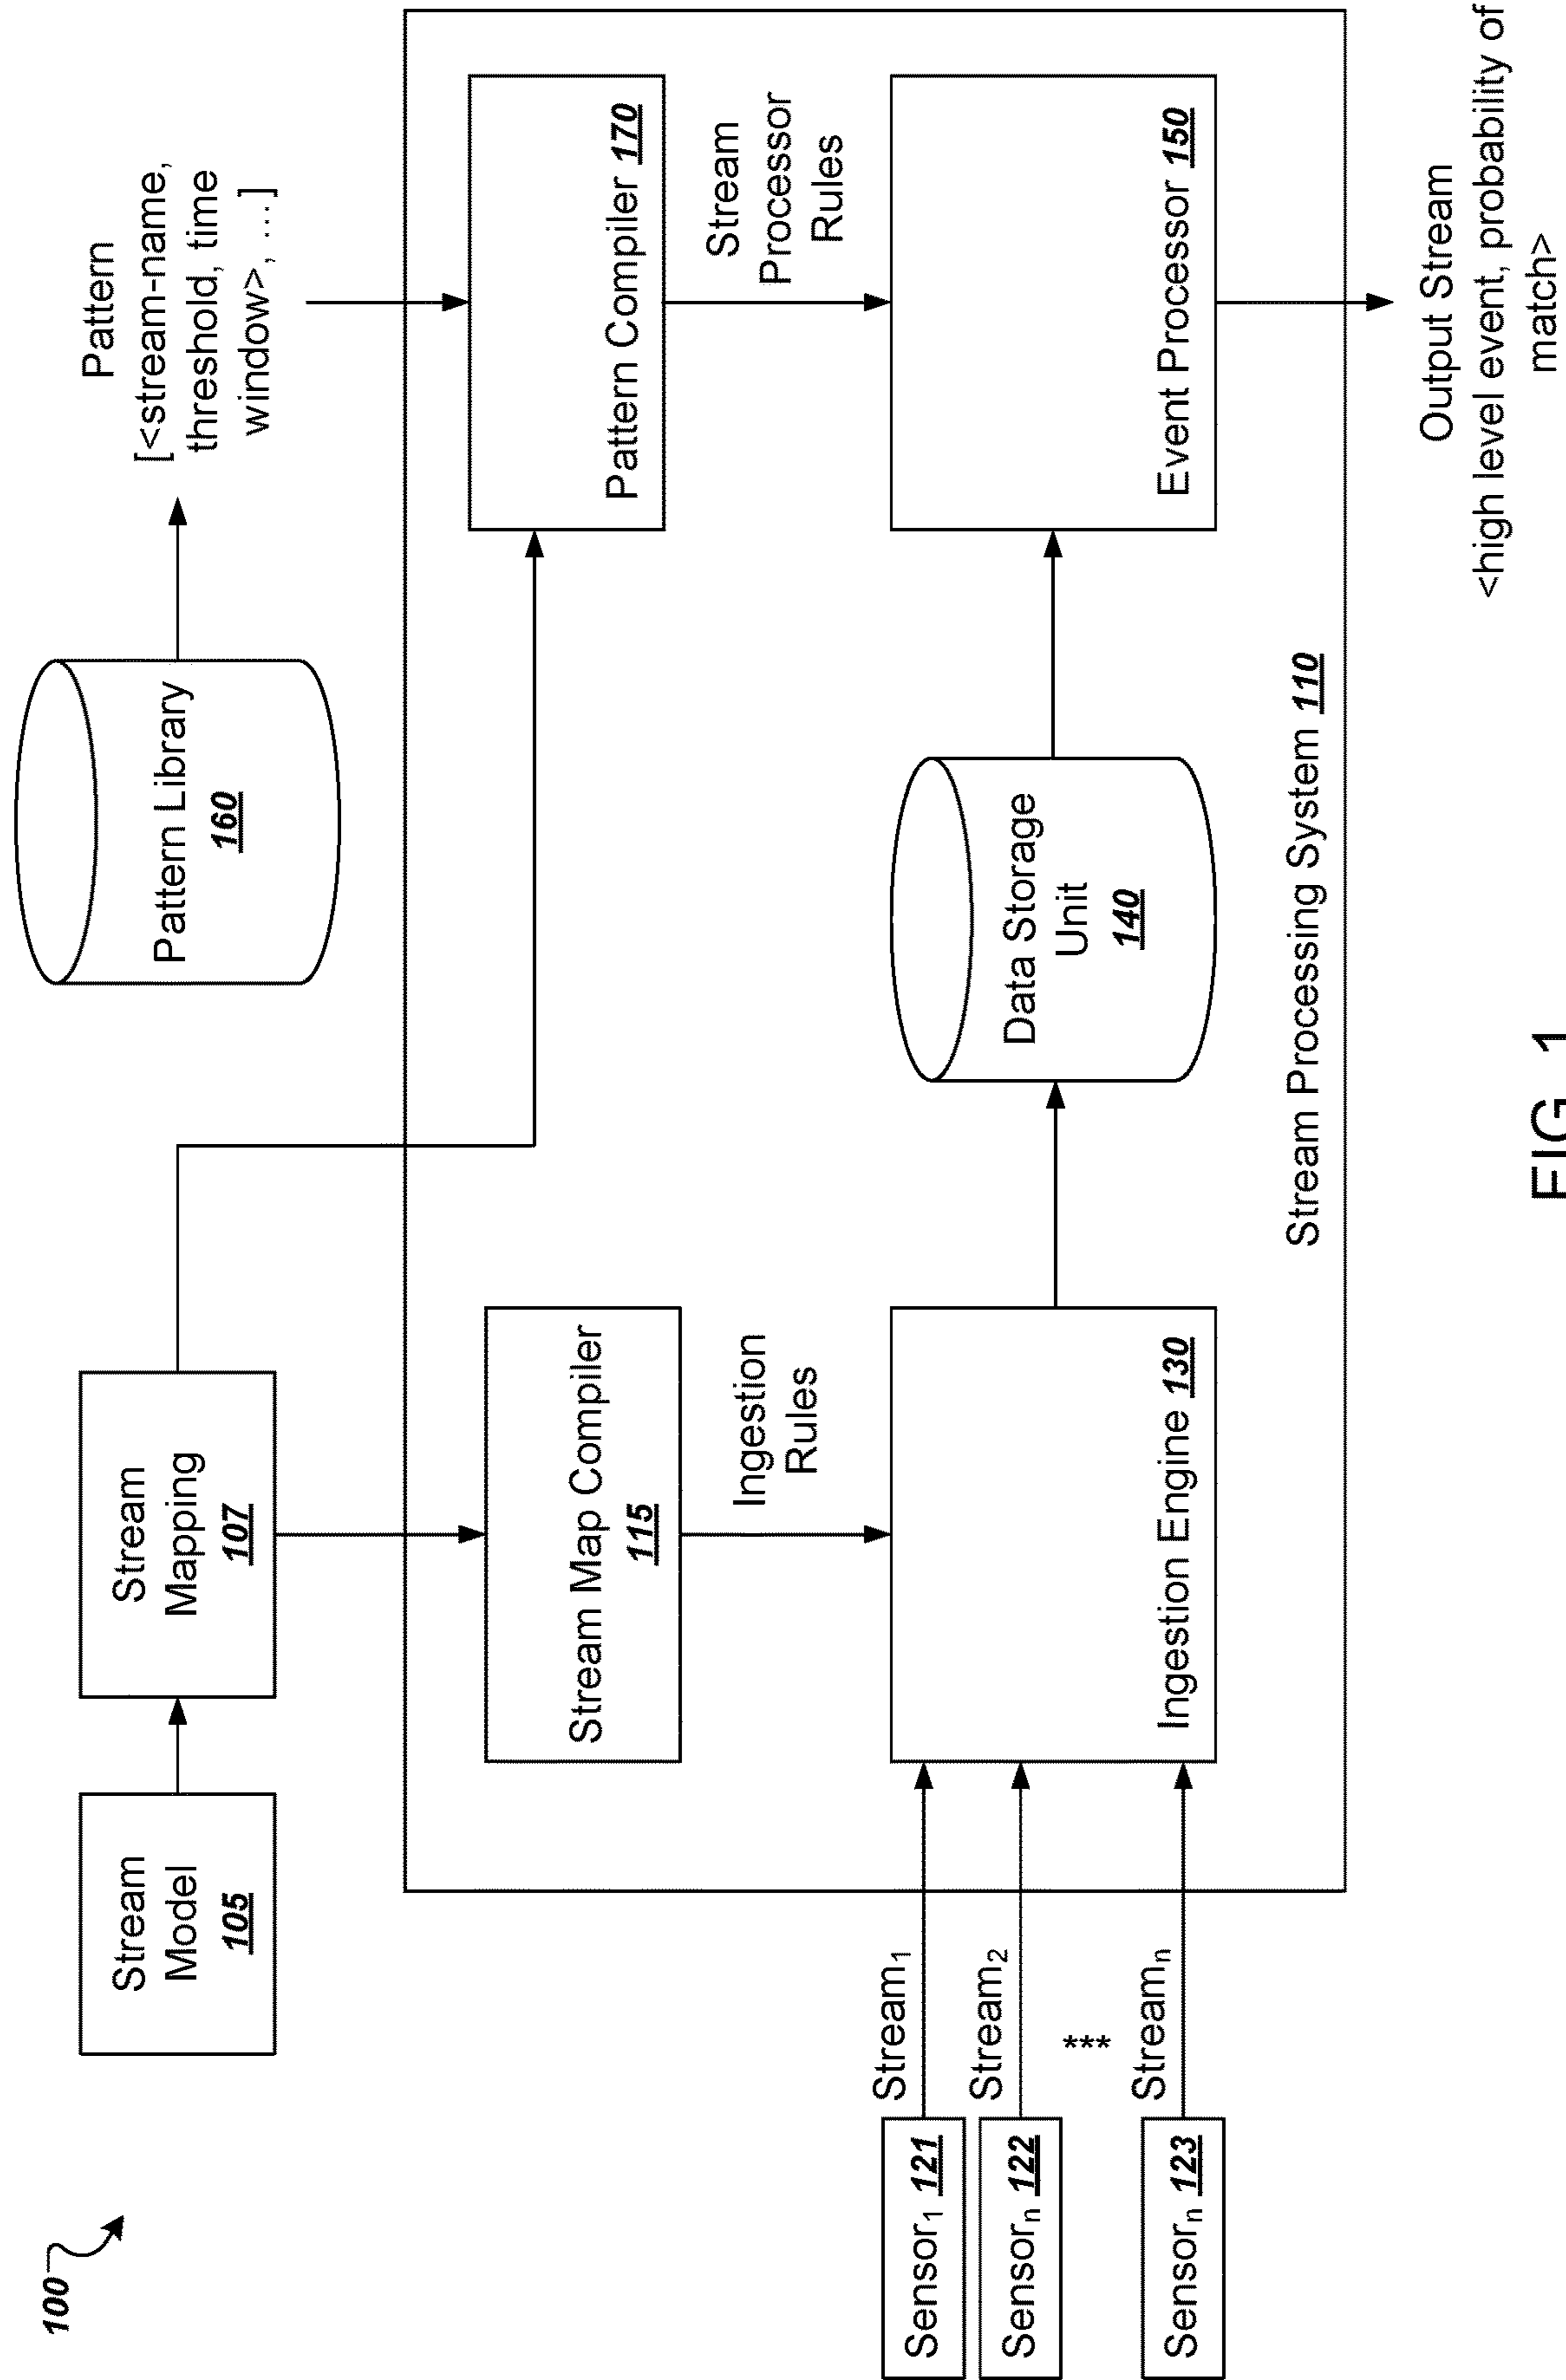 100
Stream
Model
105
Stream
Mapping
107
Pattern Library
160
Pattern
[<stream-name,
threshold, time
window>, ...]
Stream Map Compiler
115
Pattern Compiler 170
Ingestion
Rules
Stream
Processor
Rules
Sensor1 121
Stream1
Sensorn 122
Stream2
***
Sensorn 123
Streamn
Ingestion Engine 130
Data Storage
Unit
140
Event Processor 150
Stream Processing System 110
Output Stream
<high level event, probability of
match>
FIG. 1